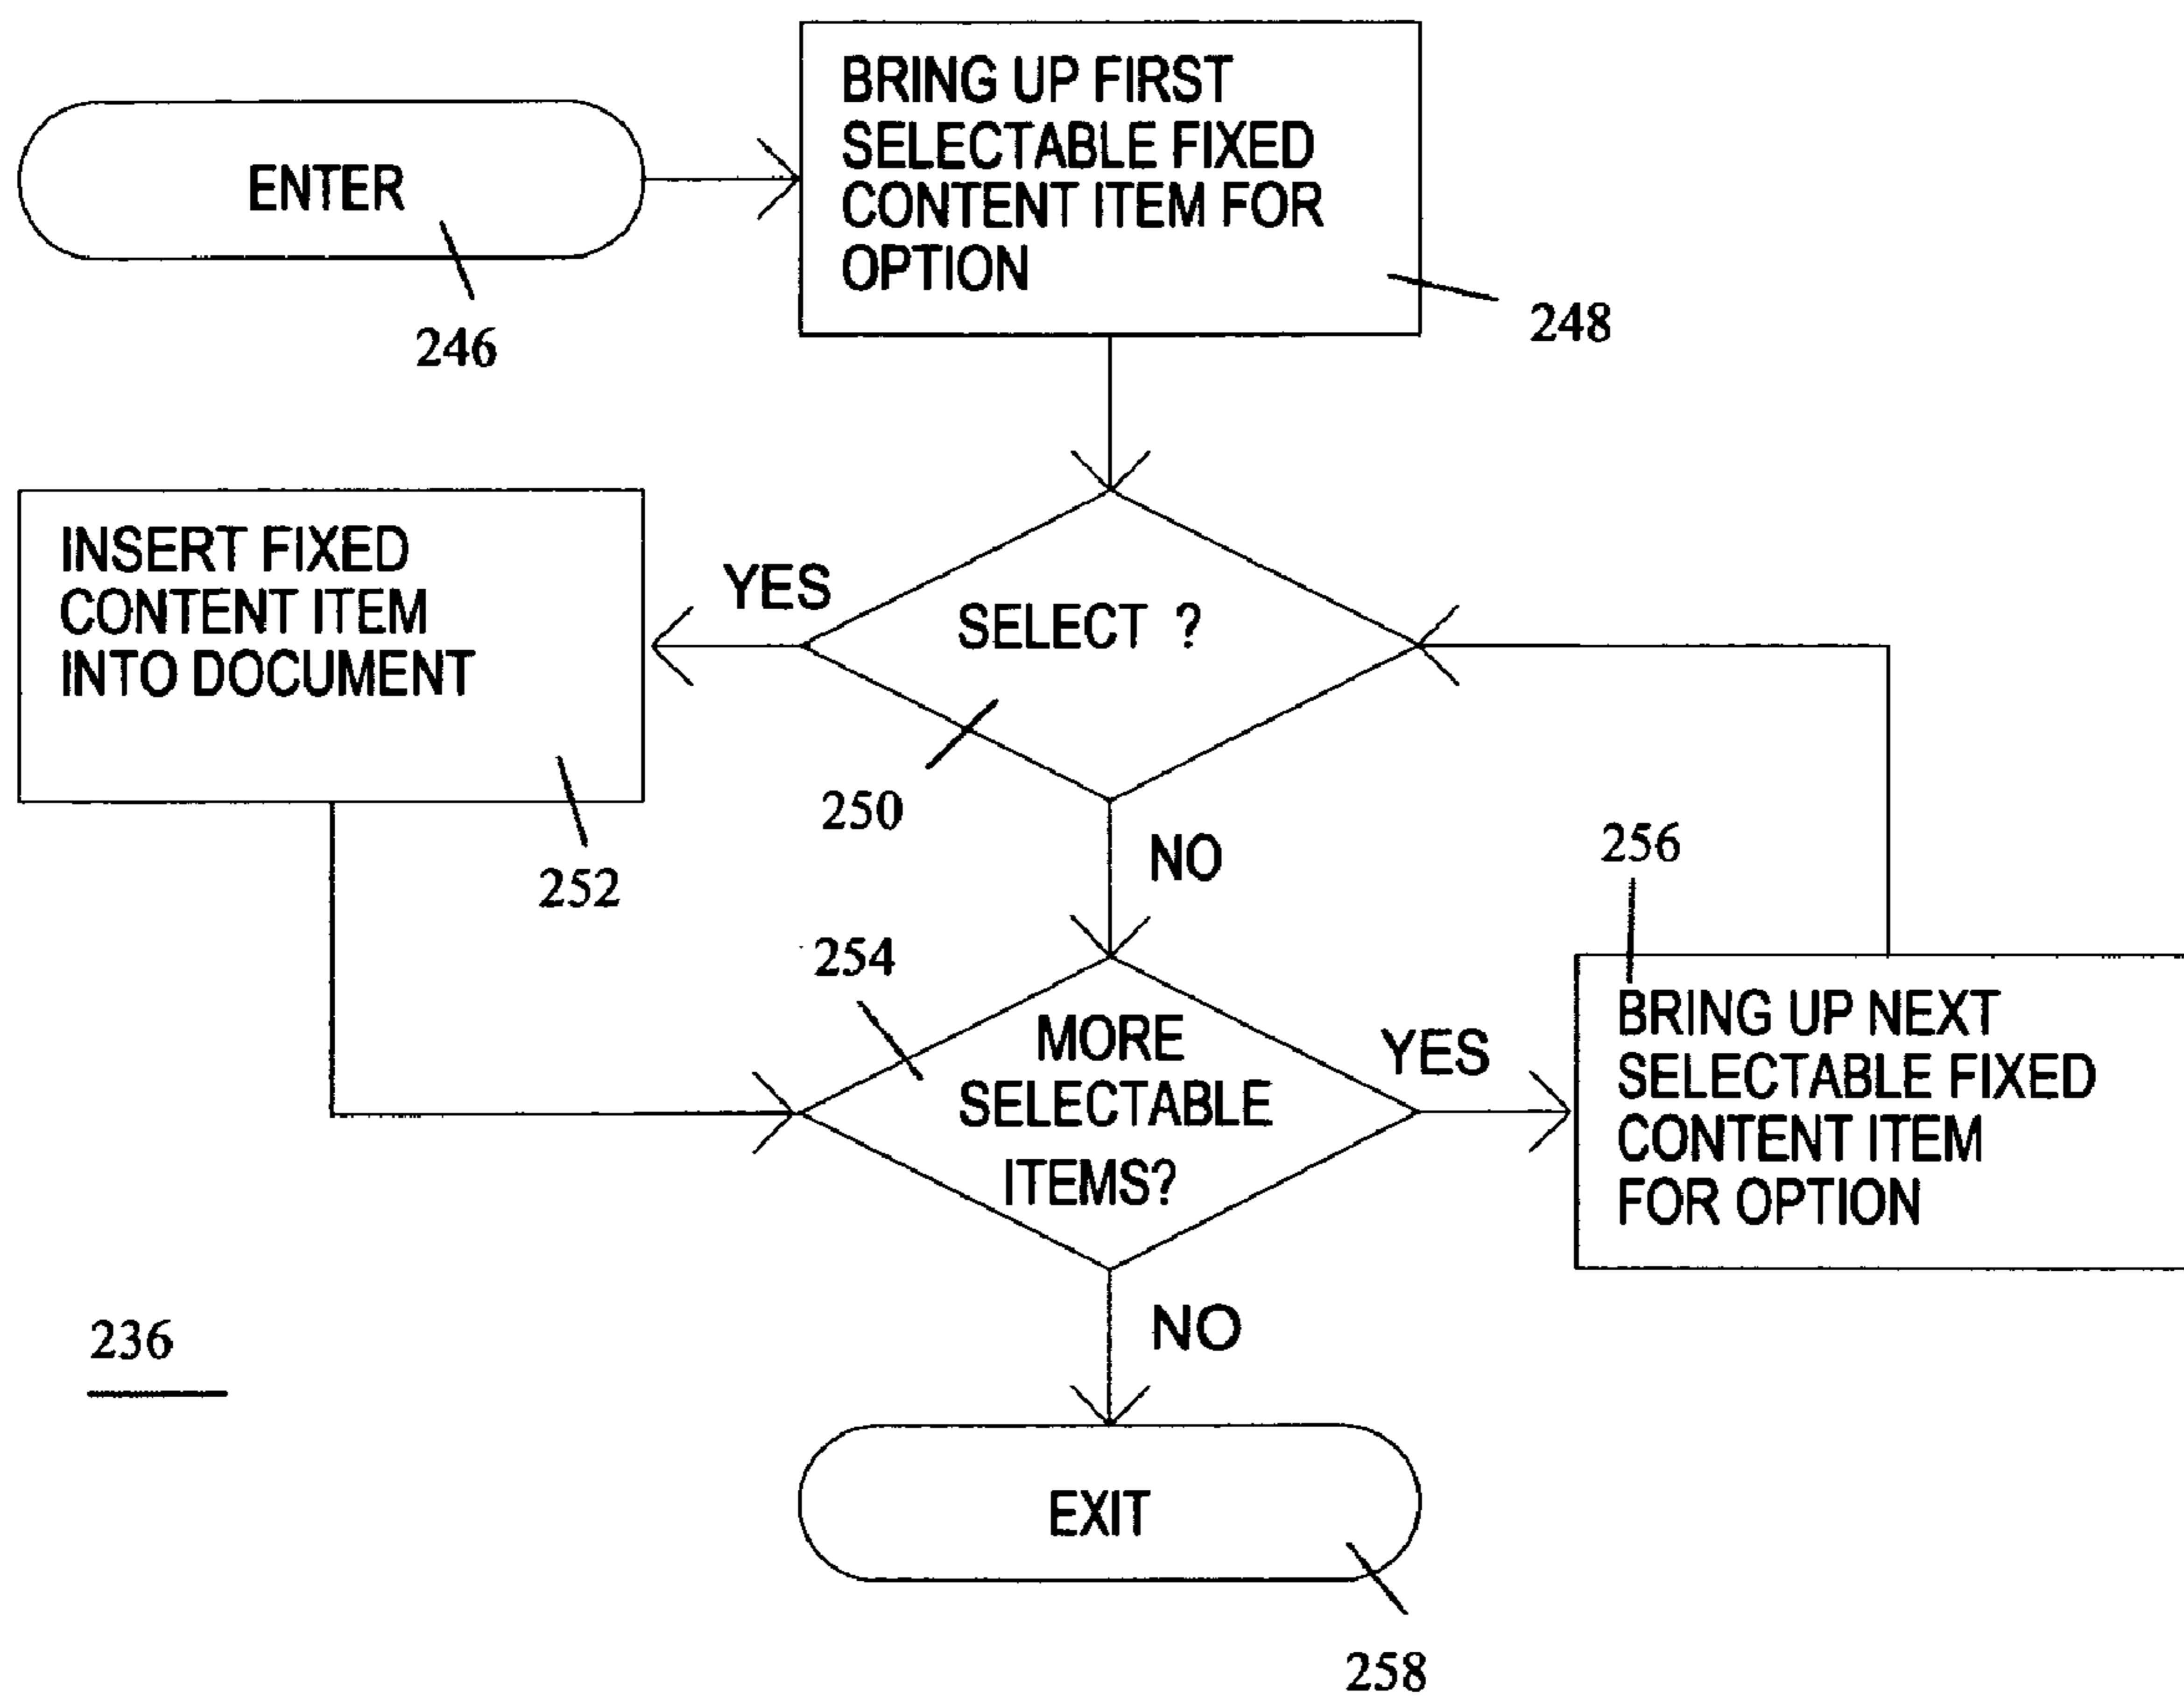 BRING UP FIRST
SELECTABLE FIXED
CONTENT ITEM FOR
OPTION
248
ENTER
246
INSERT FIXED
CONTENT ITEM
INTO DOCUMENT
252
YES
SELECT ?
250
NO
254
MORE
SELECTABLE
ITEMS?
YES
256
BRING UP NEXT
SELECTABLE FIXED
CONTENT ITEM
FOR OPTION
236
NO
EXIT
258